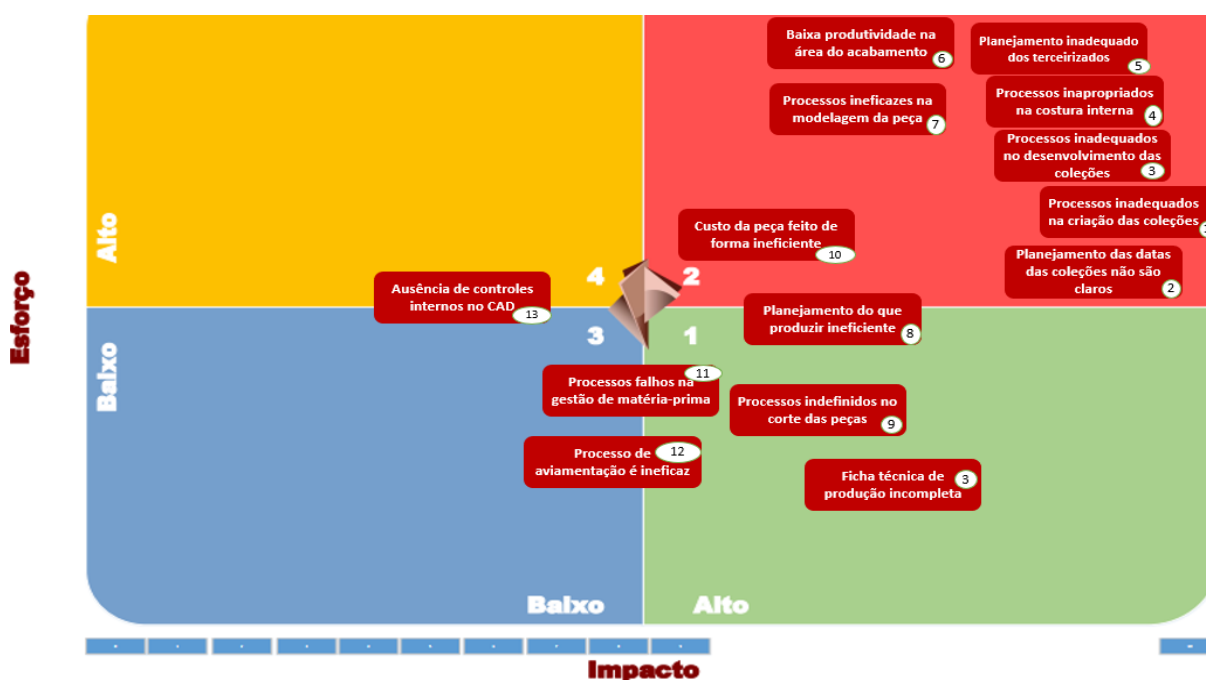 Baixa produtividade na
área do acabamento
6
Planejamento inadequado
dos terceirizados
5
Processos ineficazes na
modelagem da peça
7
Processos inapropriados
na costura interna
4
Processos inadequados
no desenvolvimento das
coleções
3
Processos inadequados
na criação das coleções
Custo da peça feito de
forma ineficiente
10
Planejamento das datas
das coleções não são
claros
2
Alto
Esforço
4
2
Ausência de controles
internos no CAD
13
Planejamento do que
produzir ineficiente
8
3
1
Baixo
Processos falhos na
gestão de matéria-prima
11
Processos indefinidos no
corte das peças
9
Processo de
aviamentação é ineficaz
12
Ficha técnica de
produção incompleta
3
Baixo
Alto
Impacto